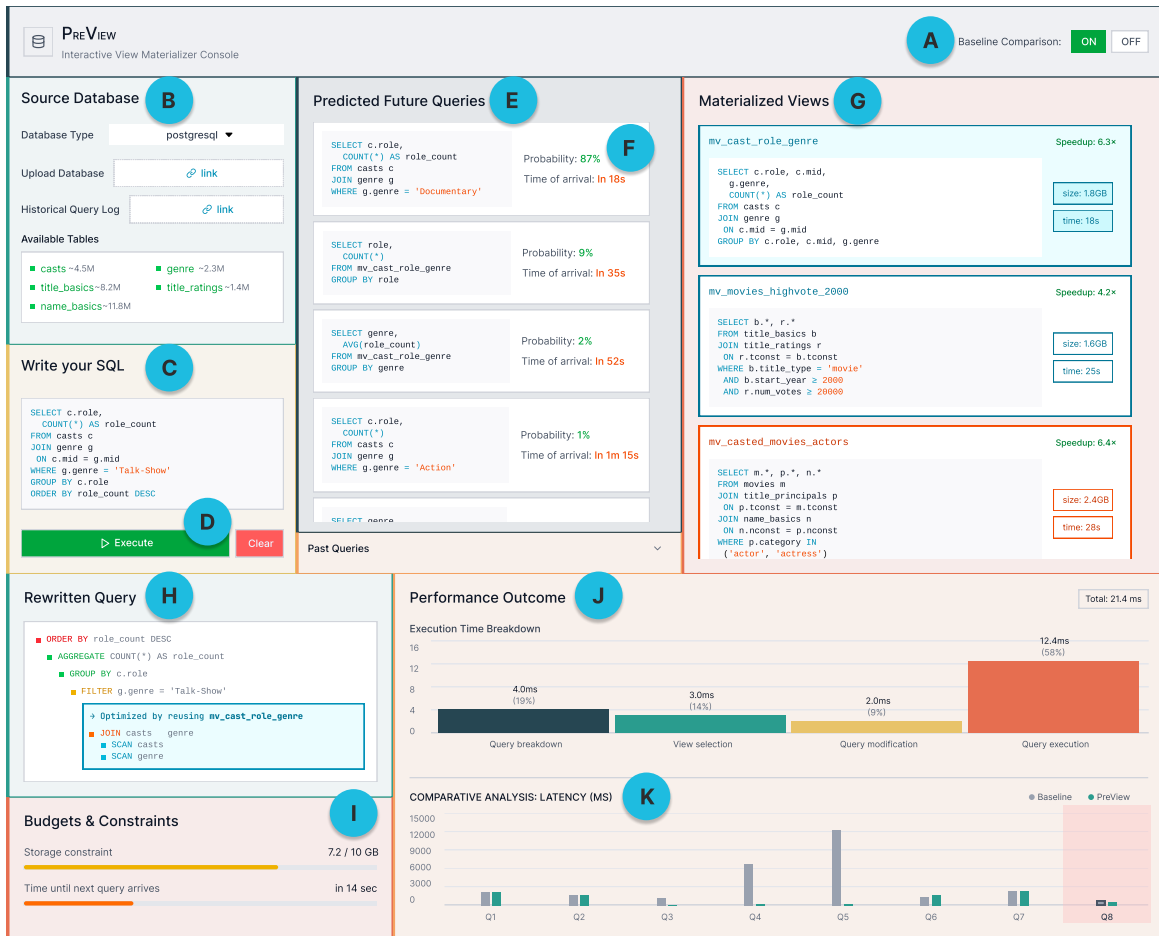 PREVIEW
Interactive View Materializer Console
A
Baseline Comparison:
ON
OFF
Source Database
B
Database Type
postgresql
Upload Database
link
Historical Query Log
link
Available Tables
casts ~4.5M
genre ~2.3M
title_basics~8.2M
title_ratings~1.4M
name_basics~11.8M
Write your SQL
C
SELECT c.role,
COUNT(*) AS role_count
FROM casts c
JOIN genre g
ON c.mid = g.mid
WHERE g.genre = 'Talk-Show'
GROUP BY c.role
ORDER BY role_count DESC
D
Execute
Clear
Predicted Future Queries
E
SELECT c.role,
COUNT(*) AS role_count
FROM casts c
JOIN genre g
WHERE g.genre = 'Documentary'
F
Probability: 87%
Time of arrival: In 18s
SELECT role,
COUNT(*)
FROM mv_cast_role_genre
GROUP BY role
Probability: 9%
Time of arrival: In 35s
SELECT genre,
AVG(role_count)
FROM mv_cast_role_genre
GROUP BY genre
Probability: 2%
Time of arrival: In 52s
SELECT c.role,
COUNT(*)
FROM casts c
JOIN genre g
WHERE g.genre = 'Action'
Probability: 1%
Time of arrival: In 1m 15s
SELECT genre
Past Queries
Materialized Views
G
mv_cast_role_genre
Speedup: 6.3×
SELECT c.role, c.mid,
g.genre,
COUNT(*) AS role_count
FROM casts c
JOIN genre g
ON c.mid = g.mid
GROUP BY c.role, c.mid, g.genre
size: 1.8GB
time: 18s
mv_movies_highvote_2000
Speedup: 4.2×
SELECT b.*, r.*
FROM title_basics b
JOIN title_ratings r
ON r.tconst = b.tconst
WHERE b.title_type = 'movie'
AND b.start_year ≥ 2000
AND r.num_votes ≥ 20000
size: 1.6GB
time: 25s
mv_casted_movies_actors
Speedup: 6.4×
SELECT m.*, p.*, n.*
FROM movies m
JOIN title_principals p
ON p.tconst = m.tconst
JOIN name_basics n
ON n.nconst = p.nconst
WHERE p.category IN
('actor', 'actress')
size: 2.4GB
time: 28s
Rewritten Query
H
ORDER BY role_count DESC
AGGREGATE COUNT(*) AS role_count
GROUP BY c.role
FILTER g.genre = 'Talk-Show'
→ Optimized by reusing mv_cast_role_genre
JOIN casts genre
SCAN casts
SCAN genre
I
Budgets & Constraints
Storage constraint
7.2 / 10 GB
Time until next query arrives
in 14 sec
Performance Outcome
J
Total: 21.4 ms
Execution Time Breakdown
16
12
8
4
0
4.0ms
(19%)
3.0ms
(14%)
2.0ms
(9%)
12.4ms
(58%)
Query breakdown
View selection
Query modification
Query execution
COMPARATIVE ANALYSIS: LATENCY (MS)
K
Baseline
PreView
15000
12000
9000
6000
3000
0
Q1
Q2
Q3
Q4
Q5
Q6
Q7
Q8